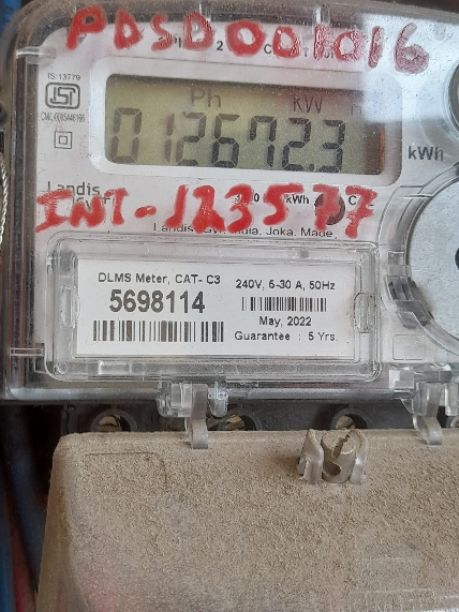 PDSD001016
IS:13779
Ph kW
012672.3
kWh
Landis
INT-123577
DLMS Meter, CAT- C3
240V, 5-30 A, 50Hz
5698114
May, 2022
Guarantee : 5 Yrs.